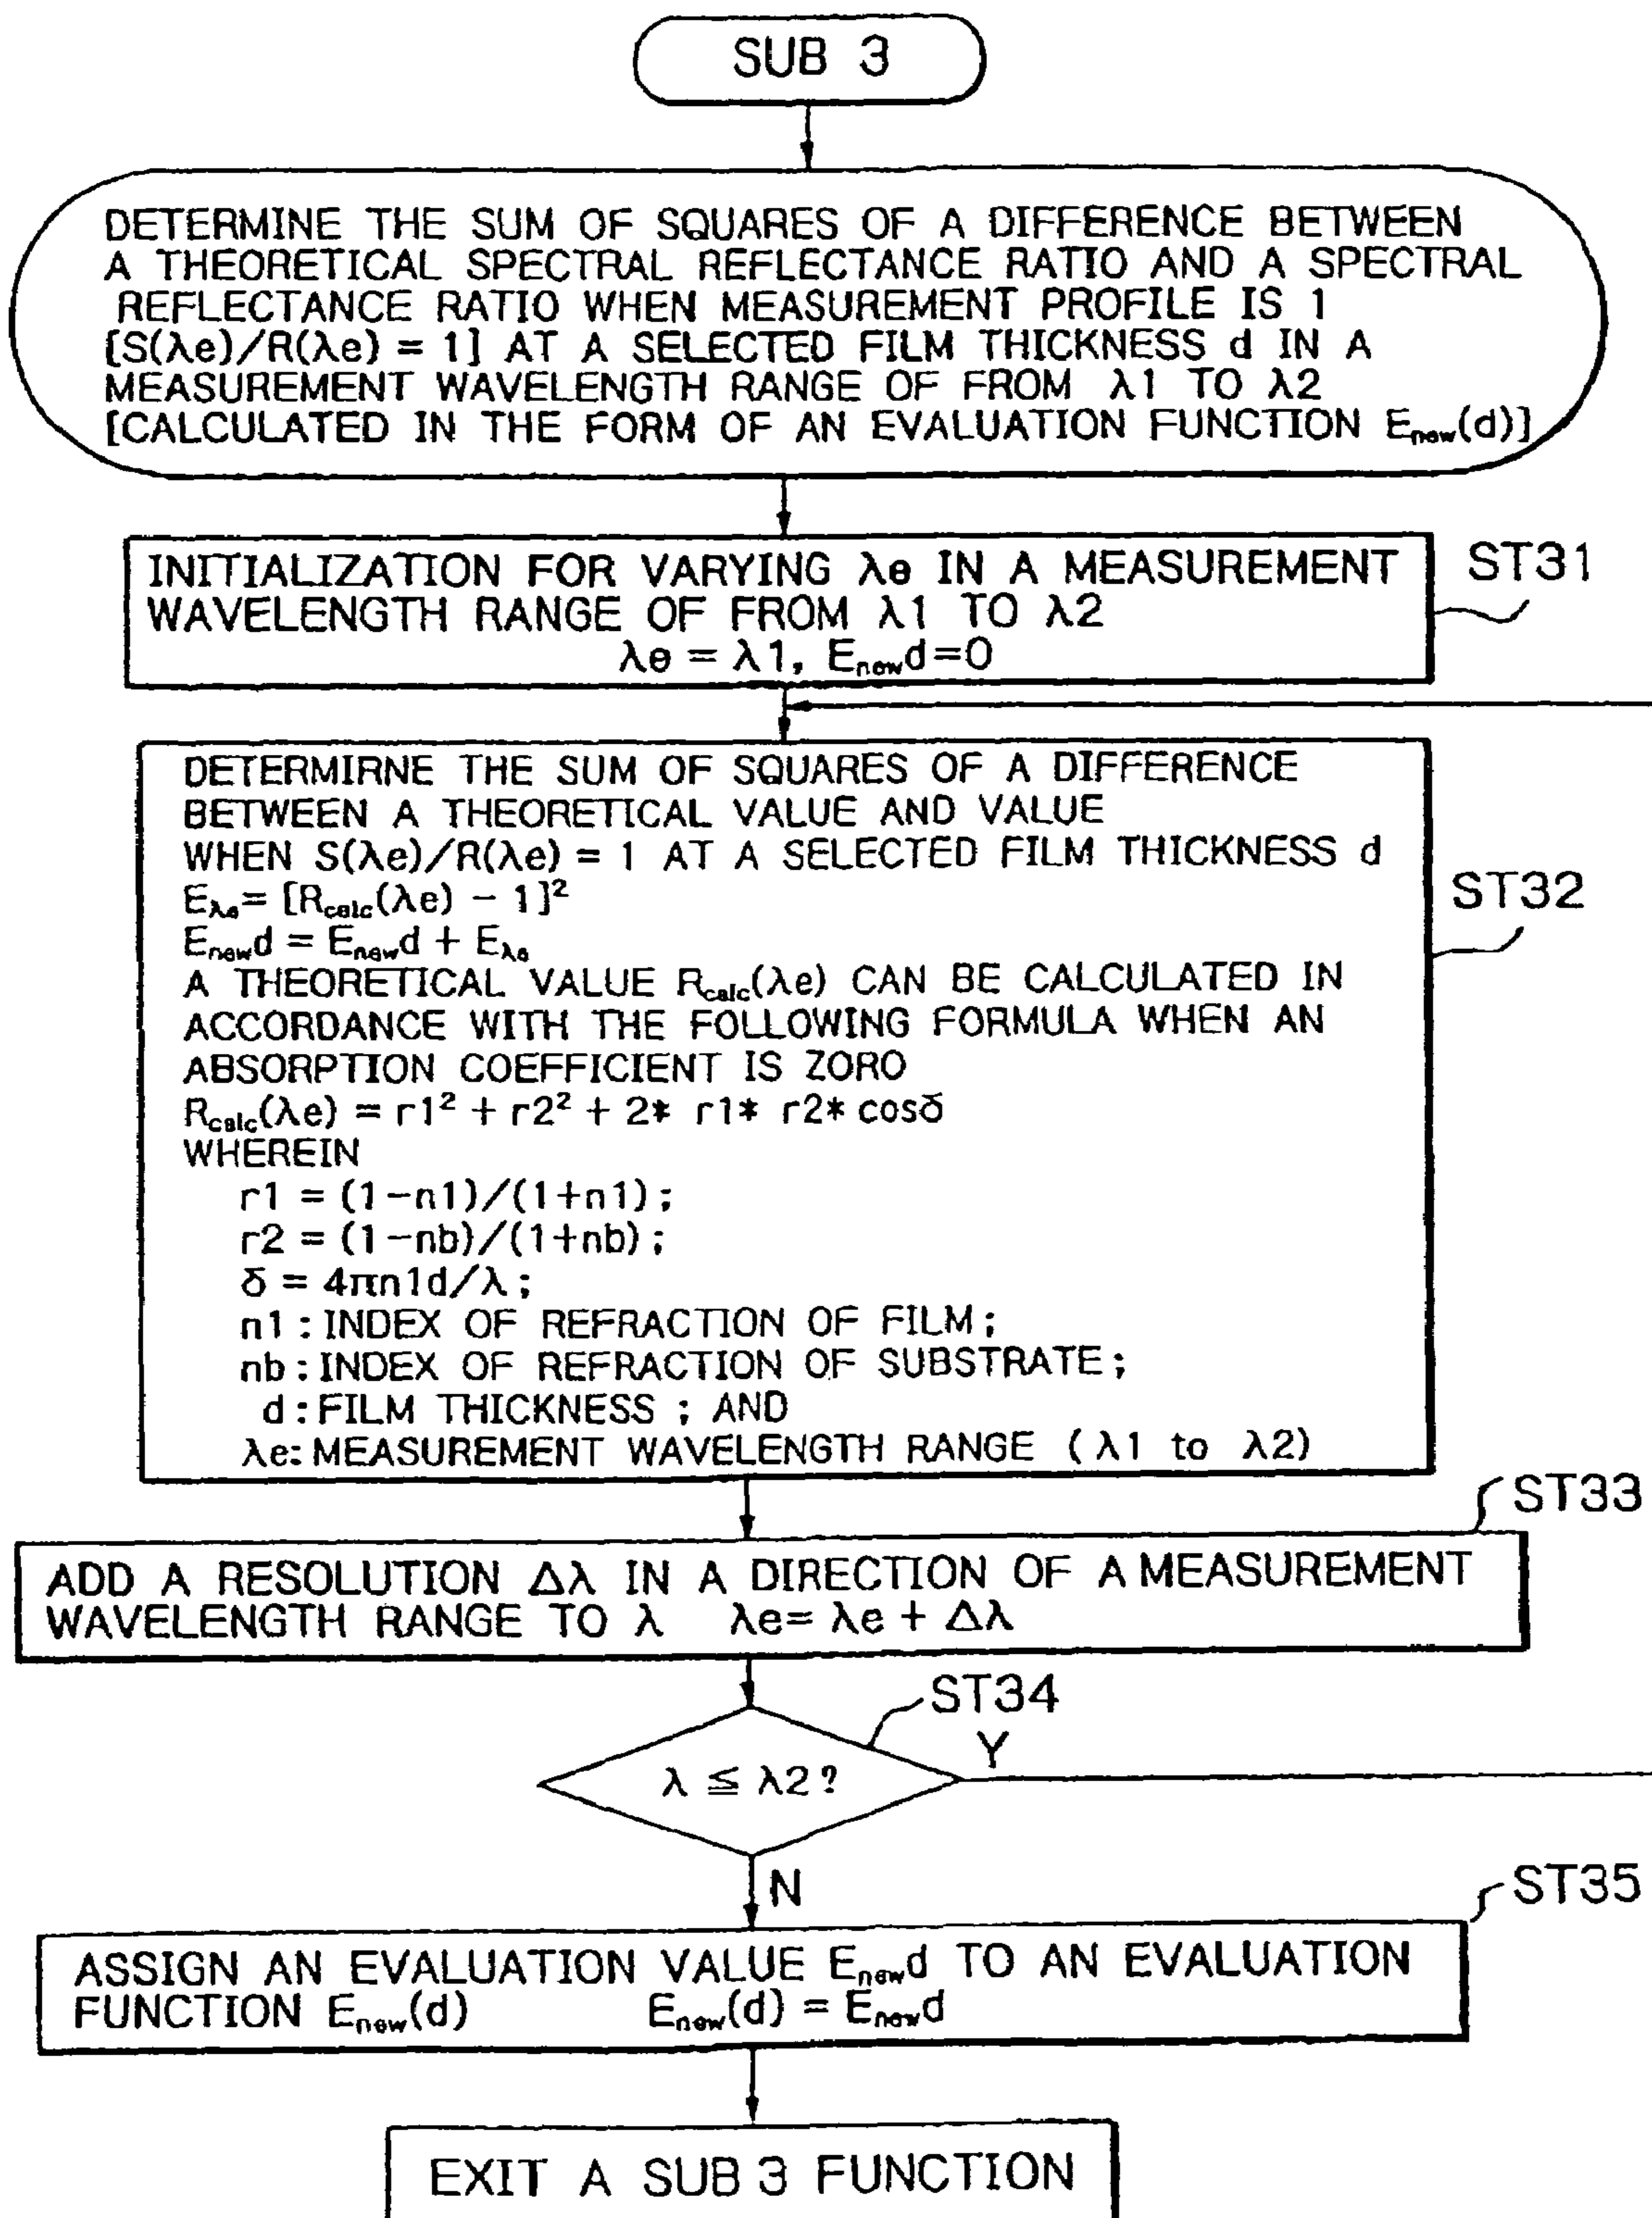 SUB 3
DETERMINE THE SUM OF SQUARES OF A DIFFERENCE BETWEEN
A THEORETICAL SPECTRAL REFLECTANCE RATIO AND A SPECTRAL
REFLECTANCE RATIO WHEN MEASUREMENT PROFILE IS 1
[S(λe)/R(λe) = 1] AT A SELECTED FILM THICKNESS d IN A
MEASUREMENT WAVELENGTH RANGE OF FROM λ1 TO λ2
[CALCULATED IN THE FORM OF AN EVALUATION FUNCTION Enew(d)]
INITIALIZATION FOR VARYING λe IN A MEASUREMENT
WAVELENGTH RANGE OF FROM λ1 TO λ2
λe = λ1, Enewd=0
ST31
DETERMIRNE THE SUM OF SQUARES OF A DIFFERENCE
BETWEEN A THEORETICAL VALUE AND VALUE
WHEN S(λe)/R(λe) = 1 AT A SELECTED FILM THICKNESS d
Eλe= [Rcalc(λe) − 1]²
Enewd = Enewd + Eλe
A THEORETICAL VALUE Rcalc(λe) CAN BE CALCULATED IN
ACCORDANCE WITH THE FOLLOWING FORMULA WHEN AN
ABSORPTION COEFFICIENT IS ZORO
Rcalc(λe) = r1² + r2² + 2* r1* r2* cosδ
WHEREIN
r1 = (1−n1)/(1+n1);
r2 = (1−nb)/(1+nb);
δ = 4πn1d/λ;
n1: INDEX OF REFRACTION OF FILM;
nb: INDEX OF REFRACTION OF SUBSTRATE;
d: FILM THICKNESS ; AND
λe: MEASUREMENT WAVELENGTH RANGE (λ1 to λ2)
ST32
ST33
ADD A RESOLUTION Δλ IN A DIRECTION OF A MEASUREMENT
WAVELENGTH RANGE TO λ λe= λe + Δλ
ST34
Y
λ ≦ λ2?
N
ST35
ASSIGN AN EVALUATION VALUE Enewd TO AN EVALUATION
FUNCTION Enew(d) Enew(d) = Enewd
EXIT A SUB 3 FUNCTION